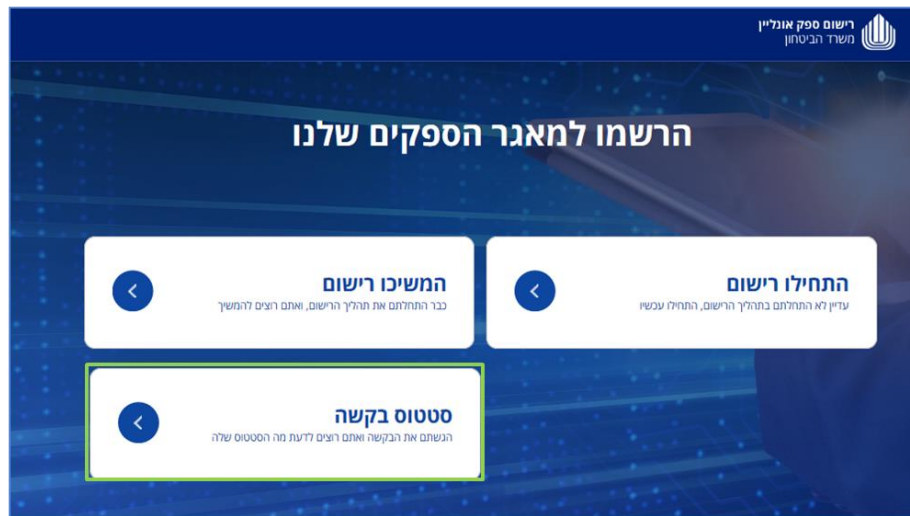 רישום ספק אונליין
משרד הביטחון
הרשמו למאגר הספקים שלנו
התחילו רישום
עדיין לא התחלתם בתהליך הרישום, התחילו עכשיו
המשיכו רישום
כבר התחלתם את תהליך הרישום, ואתם רוצים להמשיך
סטטוס בקשה
הגשתם את הבקשה ואתם רוצים לדעת מה הסטטוס שלה